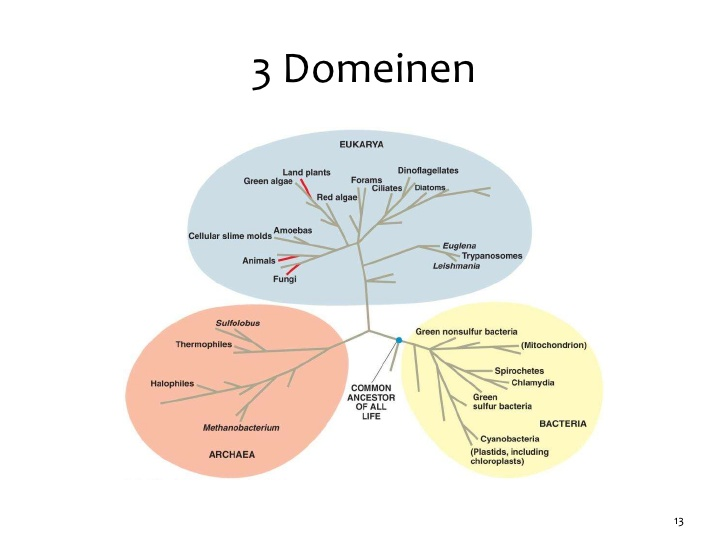 3 Domeinen
EUKARYA
Land plants
Green algae
Dinoflagellates
Forams
Ciliates
Diatoms
Red algae
Cellular slime molds
Amoebas
Euglena
Trypanosomes
Leishmania
Animals
Fungi
Sulfolobus
Thermophiles
Halophiles
Methanobacterium
ARCHAEA
COMMON
ANCESTOR
OF ALL
LIFE
Green nonsulfur bacteria
(Mitochondrion)
Spirochetes
Chlamydia
Green
sulfur bacteria
BACTERIA
Cyanobacteria
(Plastids, including
chloroplasts)
13